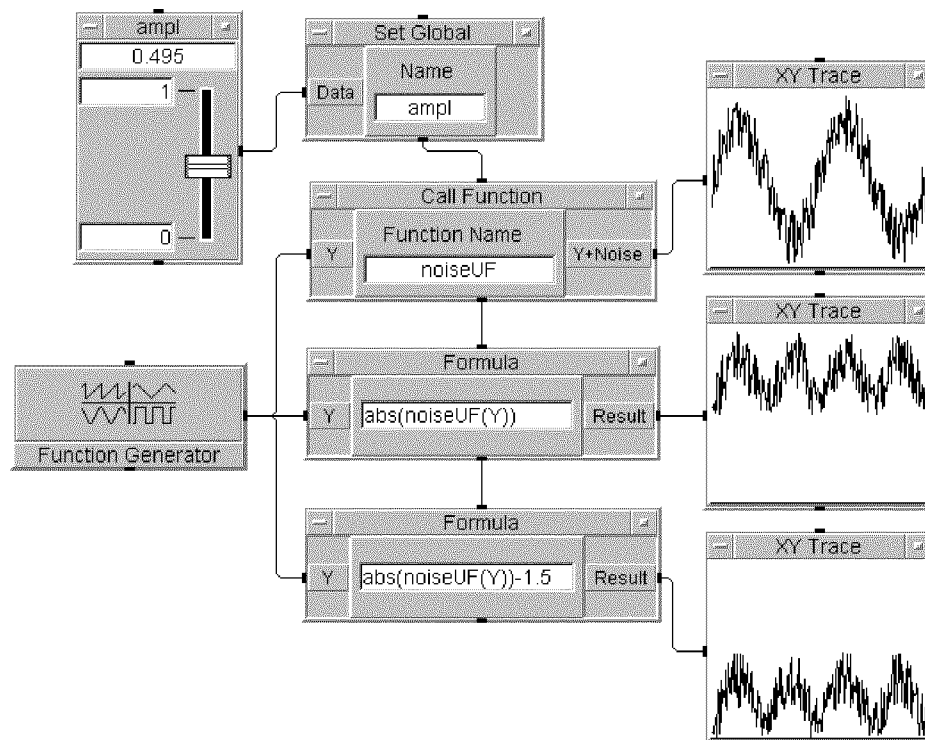 ampl
0.495
1
0
Set Global
Name
Data
ampl
Call Function
Function Name
Y
noiseUF
Y+Noise
XY Trace
XY Trace
Formula
Y
abs(noiseUF(Y))
Result
Function Generator
Formula
Y
abs(noiseUF(Y))-1.5
Result
XY Trace